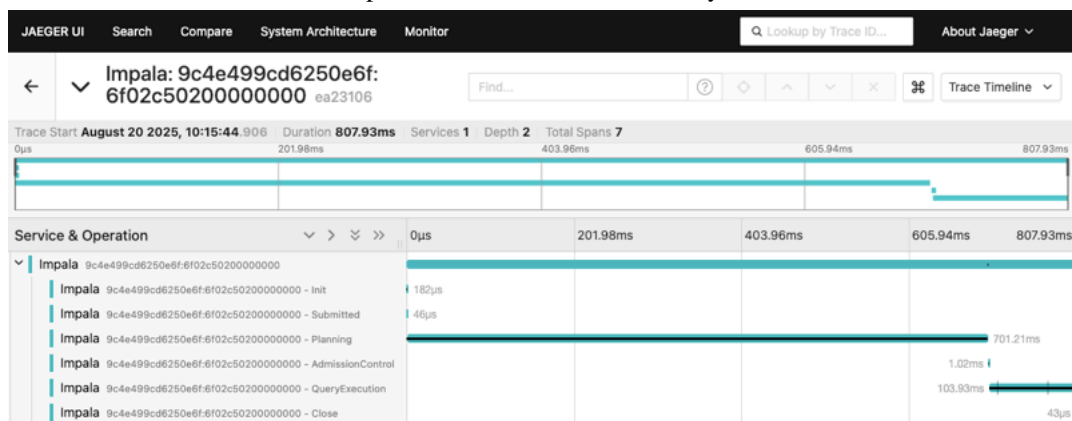 JAEGER UI Search Compare System Architecture Monitor Lookup by Trace ID... About Jaeger
Impala: 9c4e499cd6250e6f:
6f02c50200000000 ea23106
Find...
Trace Timeline
Trace Start August 20 2025, 10:15:44.906 Duration 807.93ms Services 1 Depth 2 Total Spans 7
0μs 201.98ms 403.96ms 605.94ms 807.93ms
Service & Operation 0μs 201.98ms 403.96ms 605.94ms 807.93ms
Impala 9c4e499cd6250e6f:6f02c50200000000
Impala 9c4e499cd6250e6f:6f02c50200000000 - Init 182μs
Impala 9c4e499cd6250e6f:6f02c50200000000 - Submitted 46μs
Impala 9c4e499cd6250e6f:6f02c50200000000 - Planning 701.21ms
Impala 9c4e499cd6250e6f:6f02c50200000000 - AdmissionControl 1.02ms
Impala 9c4e499cd6250e6f:6f02c50200000000 - QueryExecution 103.93ms
Impala 9c4e499cd6250e6f:6f02c50200000000 - Close 43μs